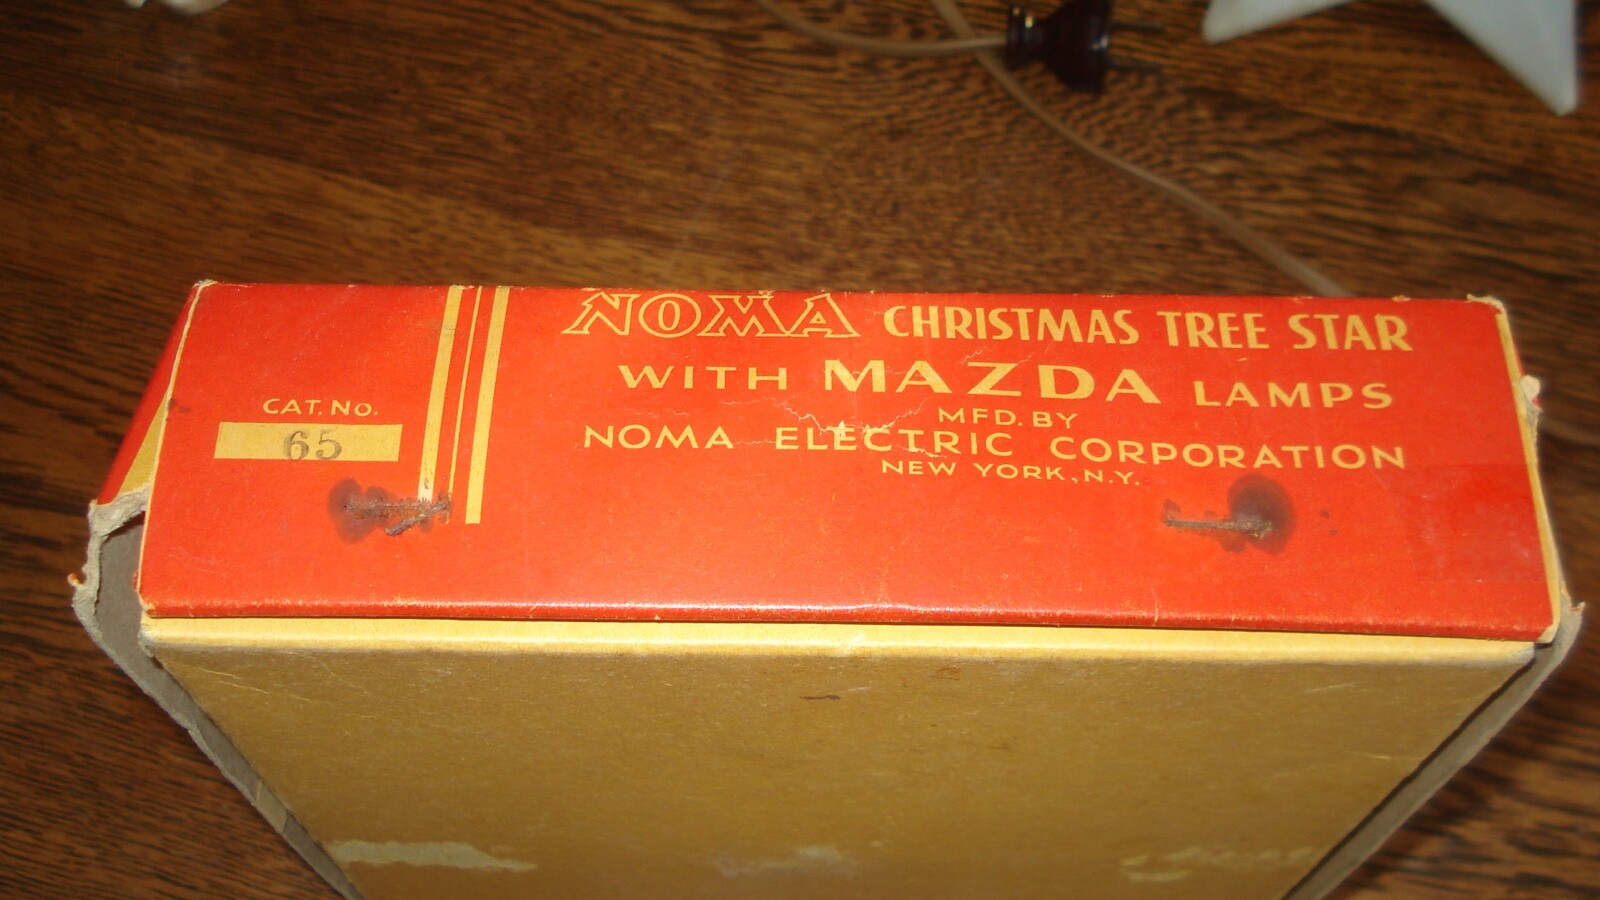 NOMA CHRISTMAS TREE STAR
WITH MAZDA LAMPS
MFD. BY
NOMA ELECTRIC CORPORATION
NEW YORK, N.Y.
CAT. NO.
65